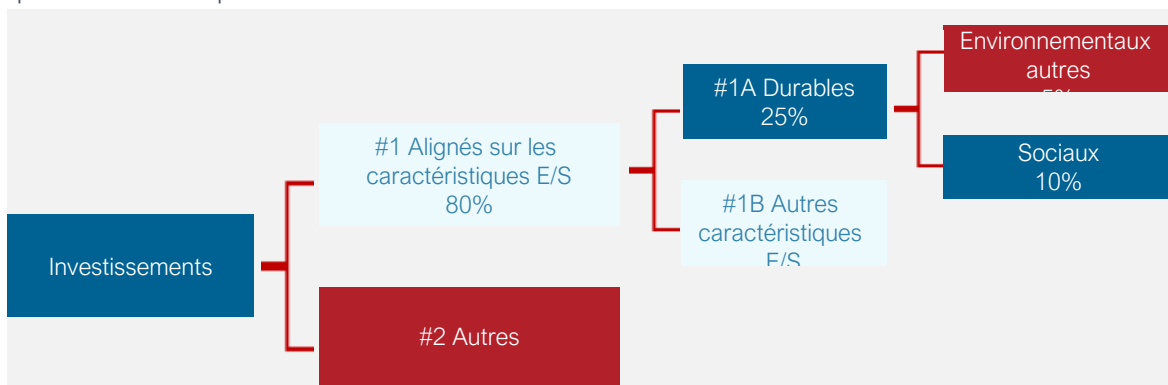 Environnementaux
autres
#1A Durables
25%
#1 Alignés sur les
caractéristiques E/S
80%
Sociaux
10%
#1B Autres
caractéristiques
E/S
Investissements
#2 Autres